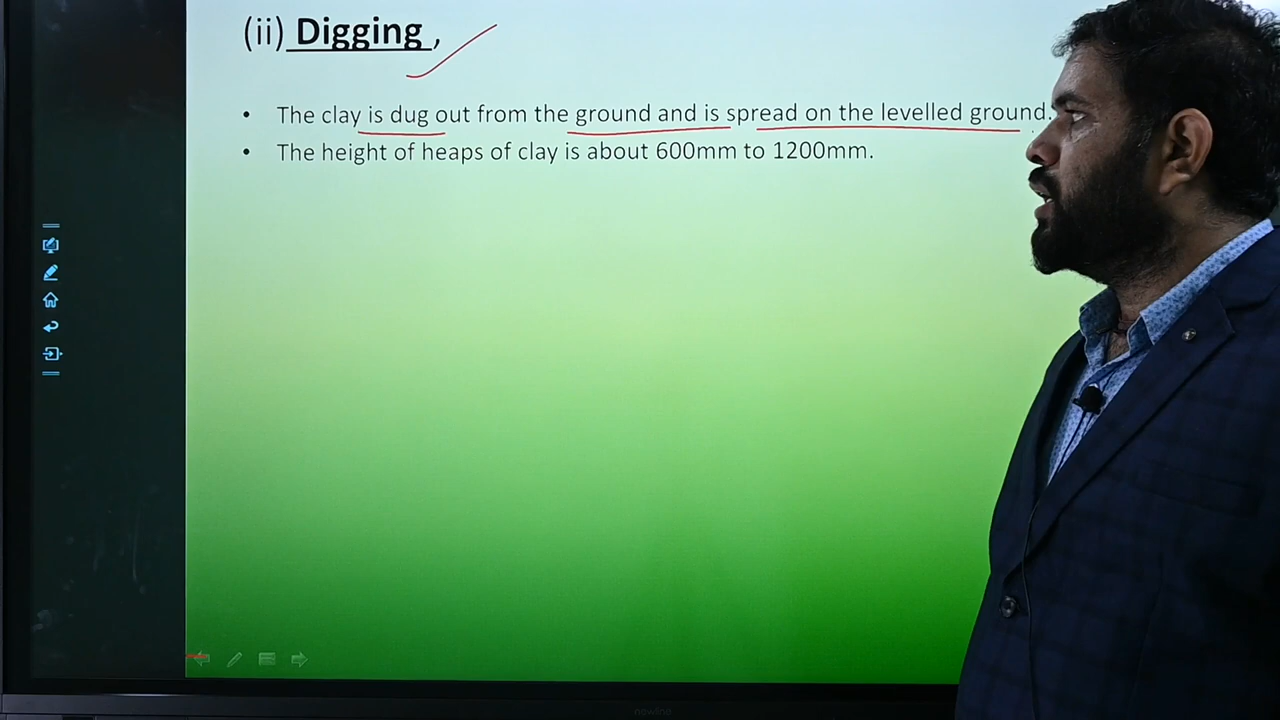 (ii) Digging,
• The clay is dug out from the ground and is spread on the levelled ground.
• The height of heaps of clay is about 600mm to 1200mm.
newline